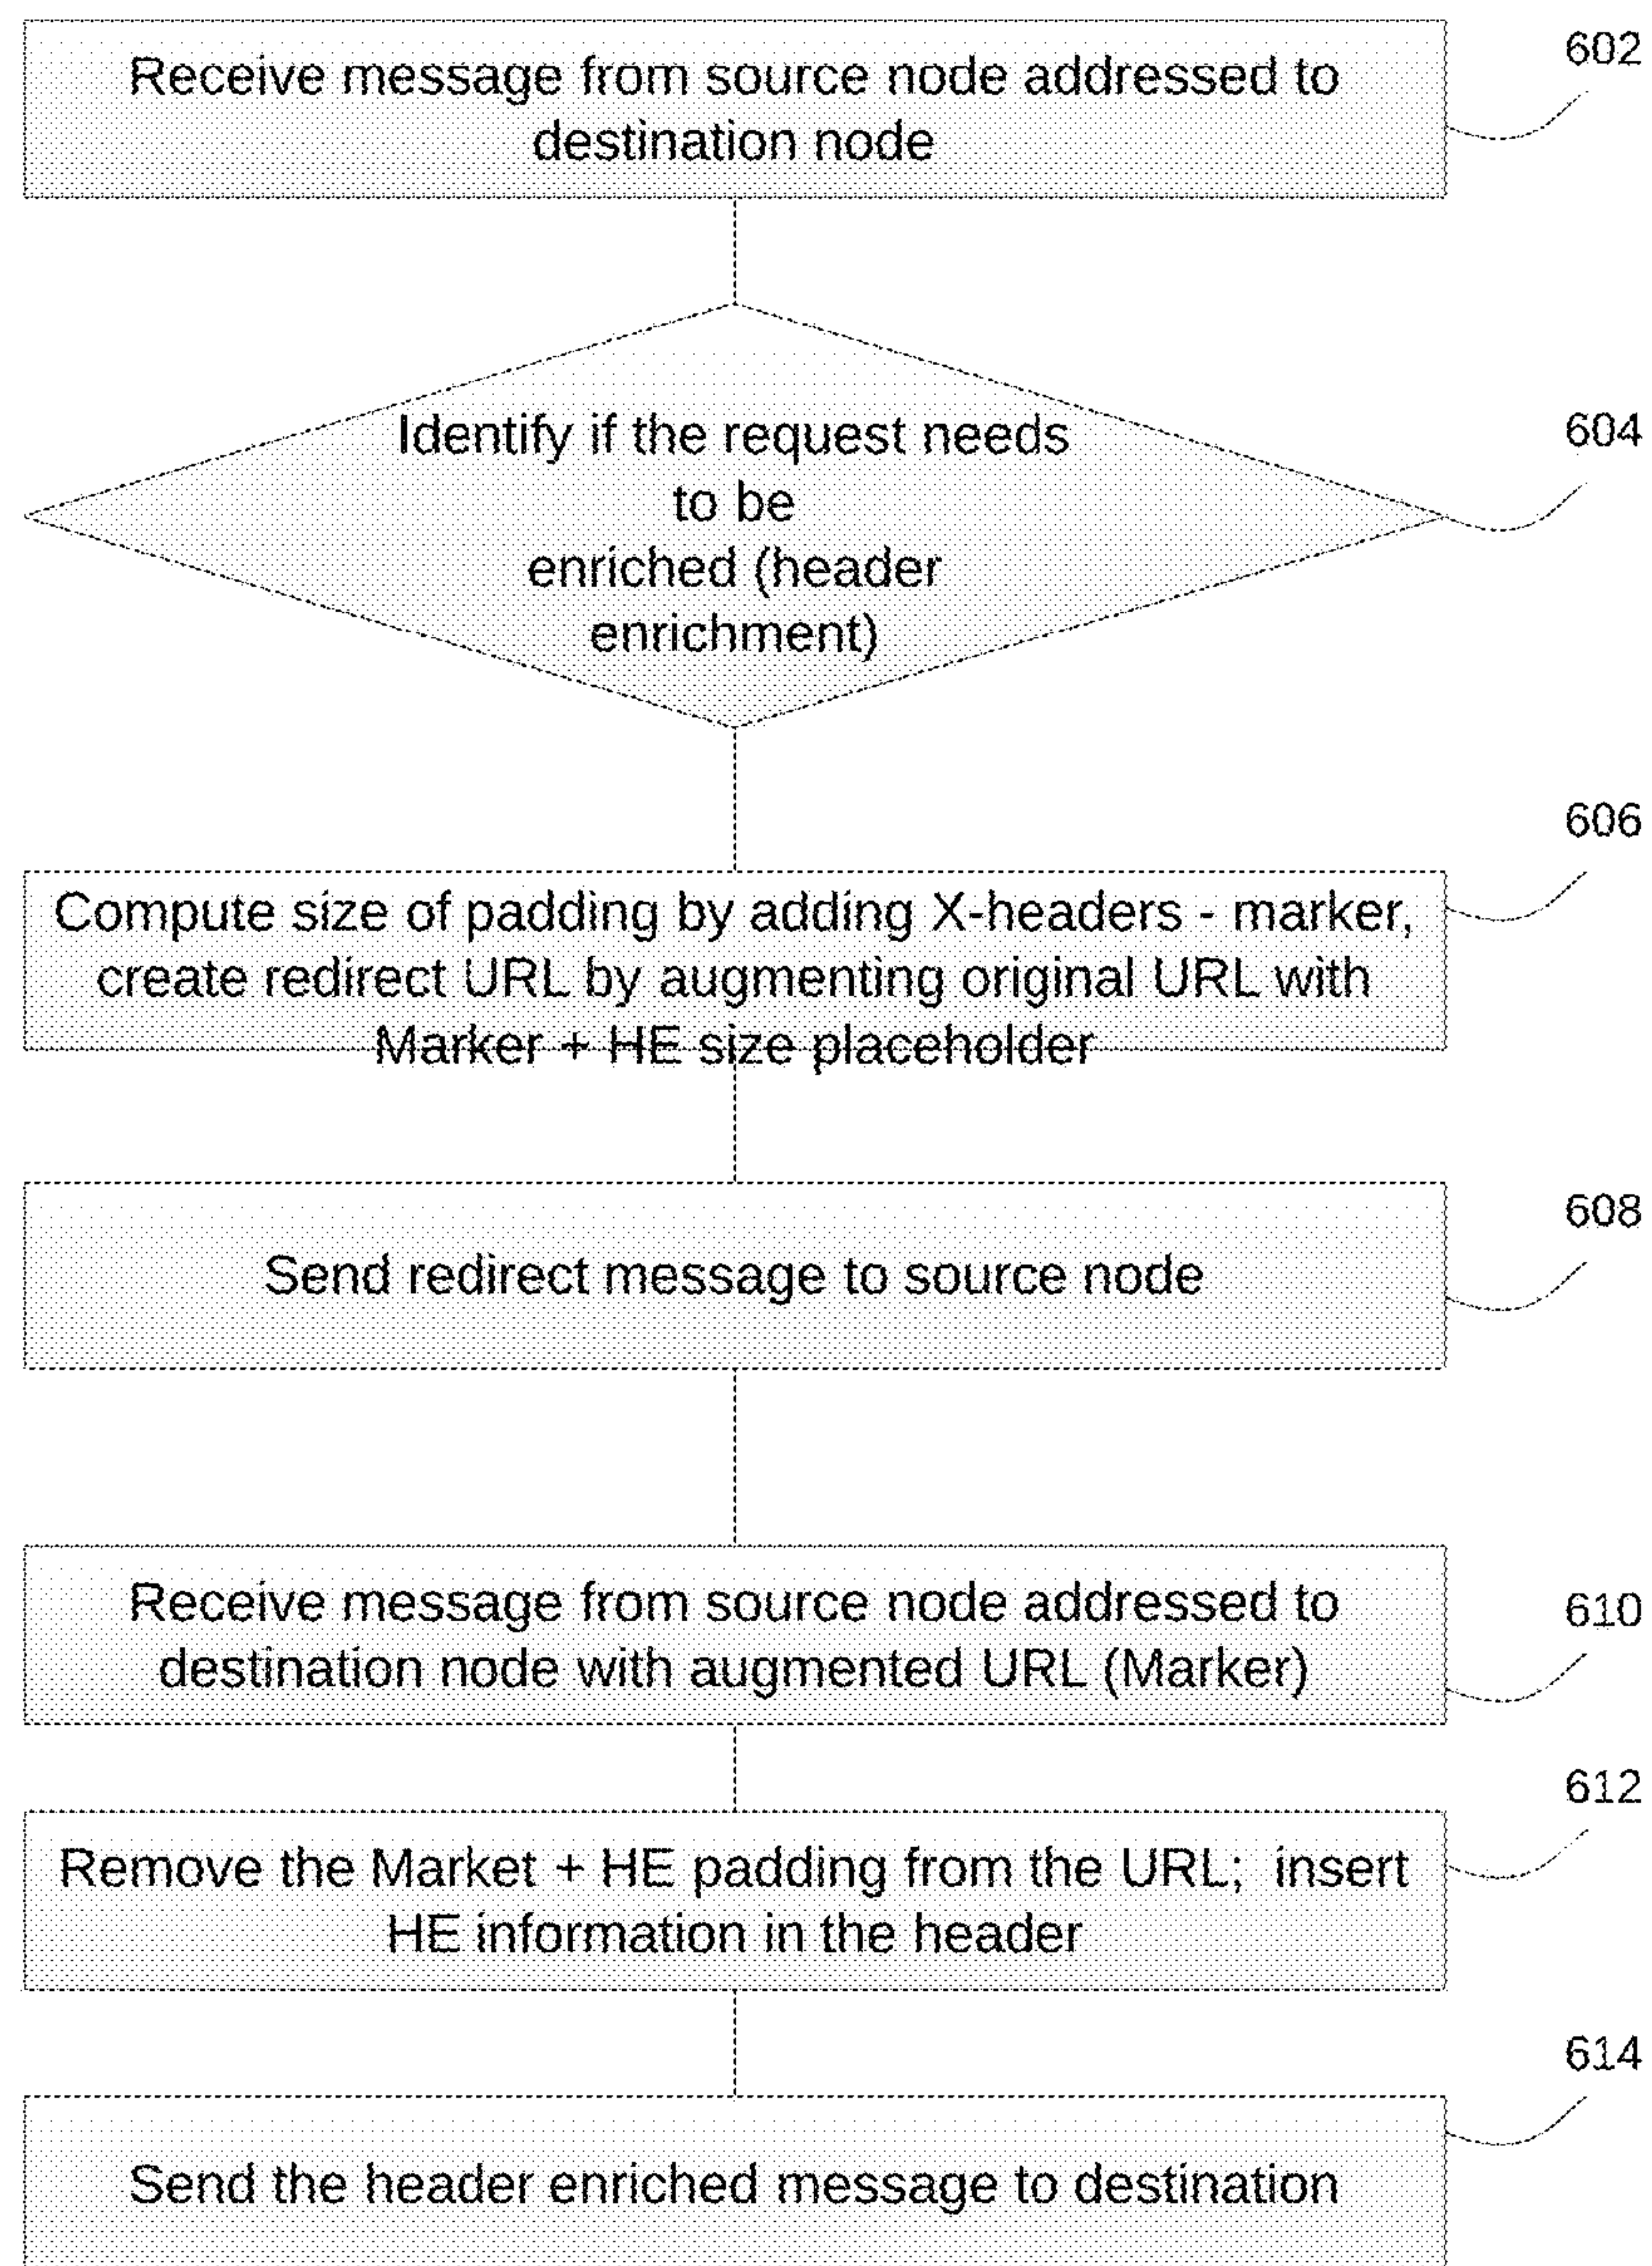 Receive message from source node addressed to
destination node
602
Identify if the request needs
to be
enriched (header
enrichment)
604
606
Compute size of padding by adding X-headers - marker,
create redirect URL by augmenting original URL with
Marker + HE size placeholder
608
Send redirect message to source node
Receive message from source node addressed to
destination node with augmented URL (Marker)
610
612
Remove the Market + HE padding from the URL;  insert
HE information in the header
614
Send the header enriched message to destination